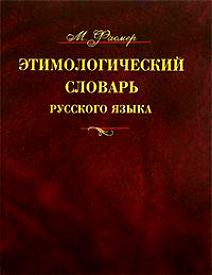 М Фасмер
ЭТИМОЛОГИЧЕСКИЙ
СЛОВАРЬ
РУССКОГО ЯЗЫКА